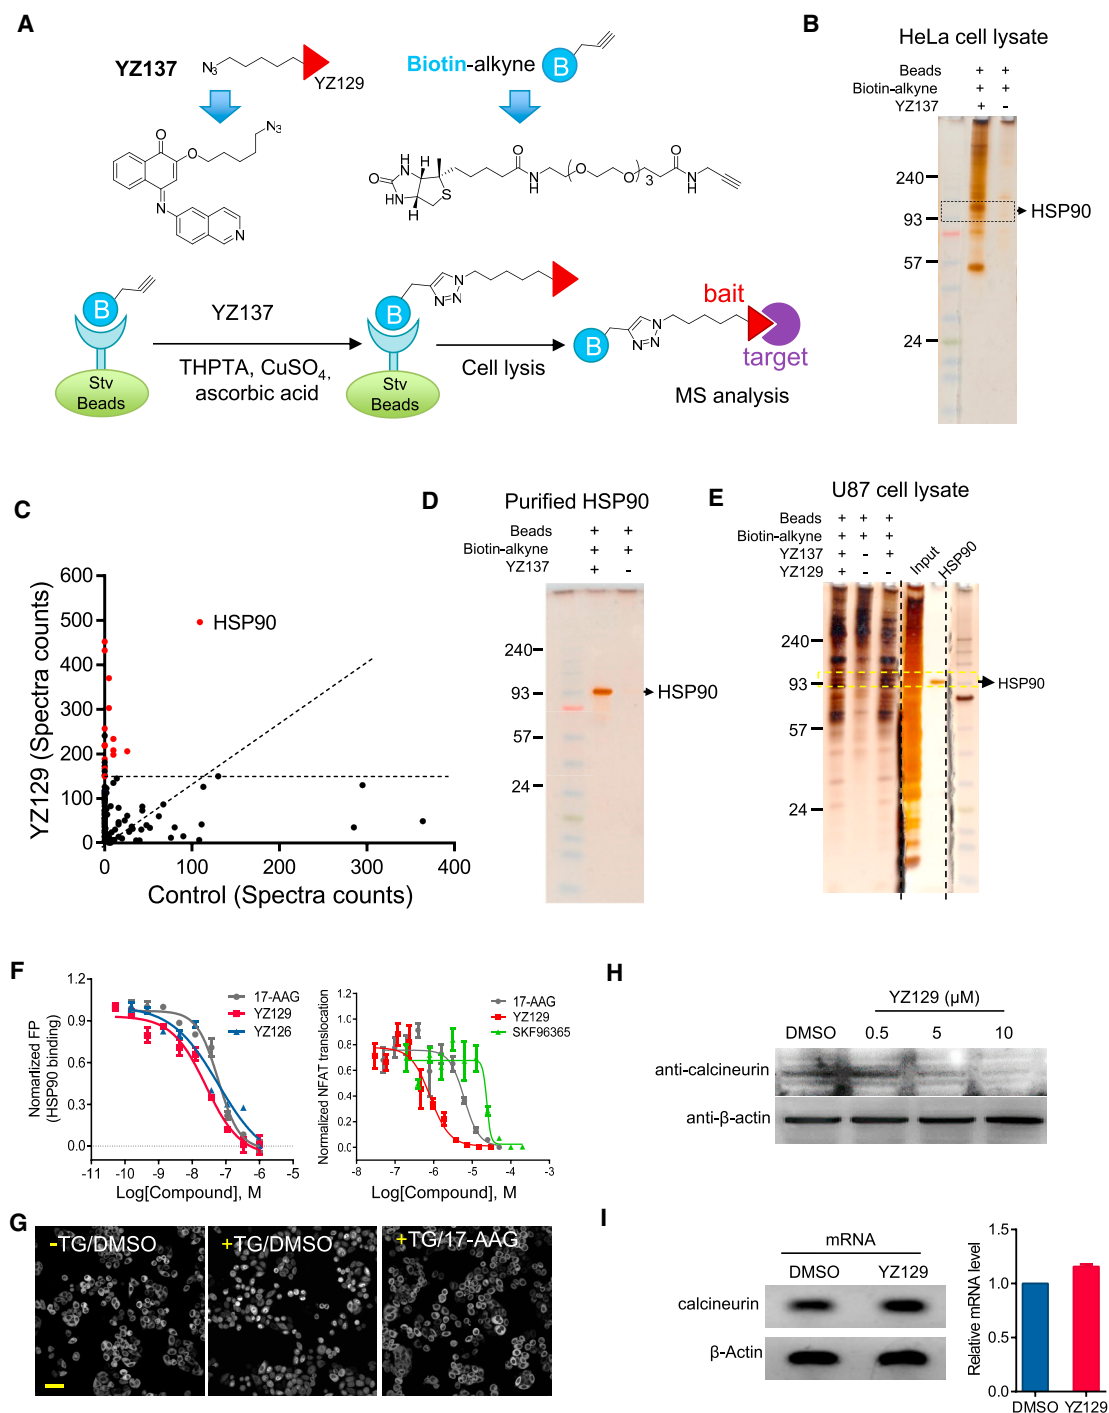 A
YZ137
N3
YZ129
Biotin-alkyne
B
O
O
N3
N
N
O
HN
HN
H
H
S
O
N
H
O
O
3
O
N
H
B
Stv
Beads
YZ137
THPTA, CuSO4,
ascorbic acid
B
N
N=N
Stv
Beads
Cell lysis
B
N
N=N
bait
target
MS analysis
B
HeLa cell lysate
Beads + +
Biotin-alkyne + +
YZ137 + -
240
93
57
24
HSP90
C
YZ129 (Spectra counts)
600
500
400
300
200
100
0
HSP90
0 100 200 300 400
Control (Spectra counts)
D
Purified HSP90
Beads + +
Biotin-alkyne + +
YZ137 + -
240
93
57
24
HSP90
E
U87 cell lysate
Beads + + +
Biotin-alkyne + + +
YZ137 + - +
YZ129 + - -
Input
HSP90
240
93
57
24
HSP90
F
Nomarlized FP
(HSP90 binding)
1.2
0.9
0.6
0.3
0.0
17-AAG
YZ129
YZ126
-11 -10 -9 -8 -7 -6 -5
Log[Compound], M
Normalized NFAT translocation
1.2
1.0
0.8
0.6
0.4
0.2
0.0
17-AAG
YZ129
SKF96365
-8 -7 -6 -5 -4 -3
Log[Compound], M
G
-TG/DMSO
+TG/DMSO
+TG/17-AAG
H
YZ129 (μM)
DMSO 0.5 5 10
anti-calcineurin
anti-β-actin
I
mRNA
DMSO YZ129
calcineurin
β-Actin
Relative mRNA level
1.5
1.0
0.5
0.0
DMSO YZ129